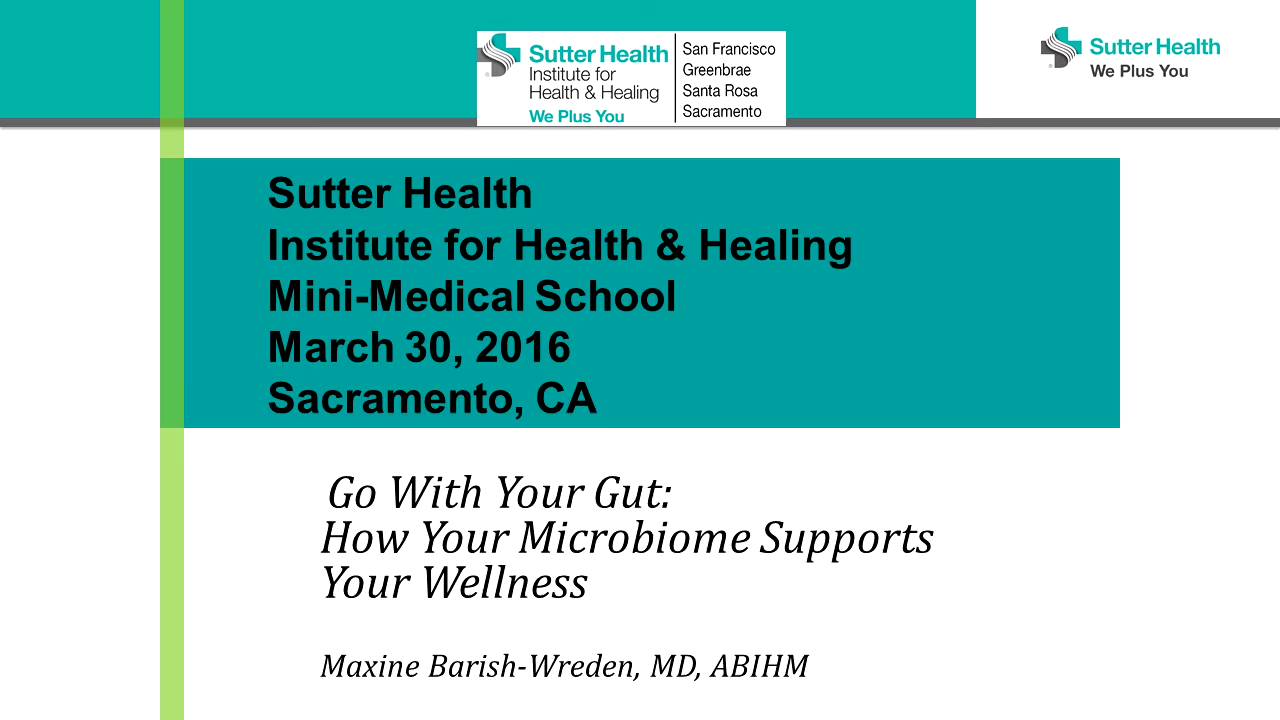 Sutter Health
Institute for
Health & Healing
We Plus You
San Francisco
Greenbrae
Santa Rosa
Sacramento
®
Sutter Health
We Plus You
®
Sutter Health
Institute for Health & Healing
Mini-Medical School
March 30, 2016
Sacramento, CA
Go With Your Gut:
How Your Microbiome Supports
Your Wellness
Maxine Barish-Wreden, MD, ABIHM